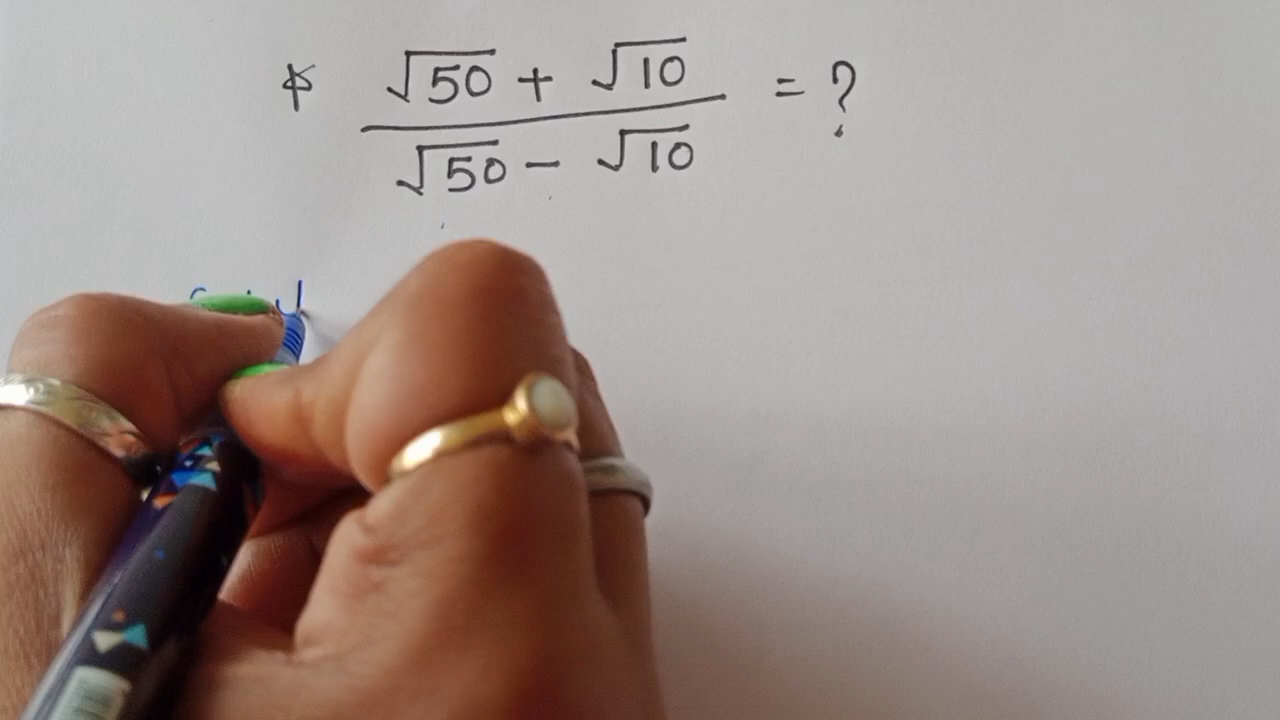 * √50 + √10 = ?
√50 - √10